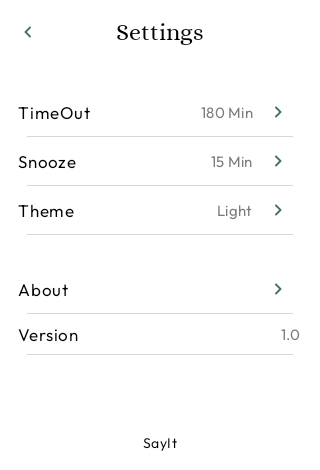 Settings
TimeOut 180 Min
Snooze 15 Min
Theme Light
About
Version 1.0
SayIt